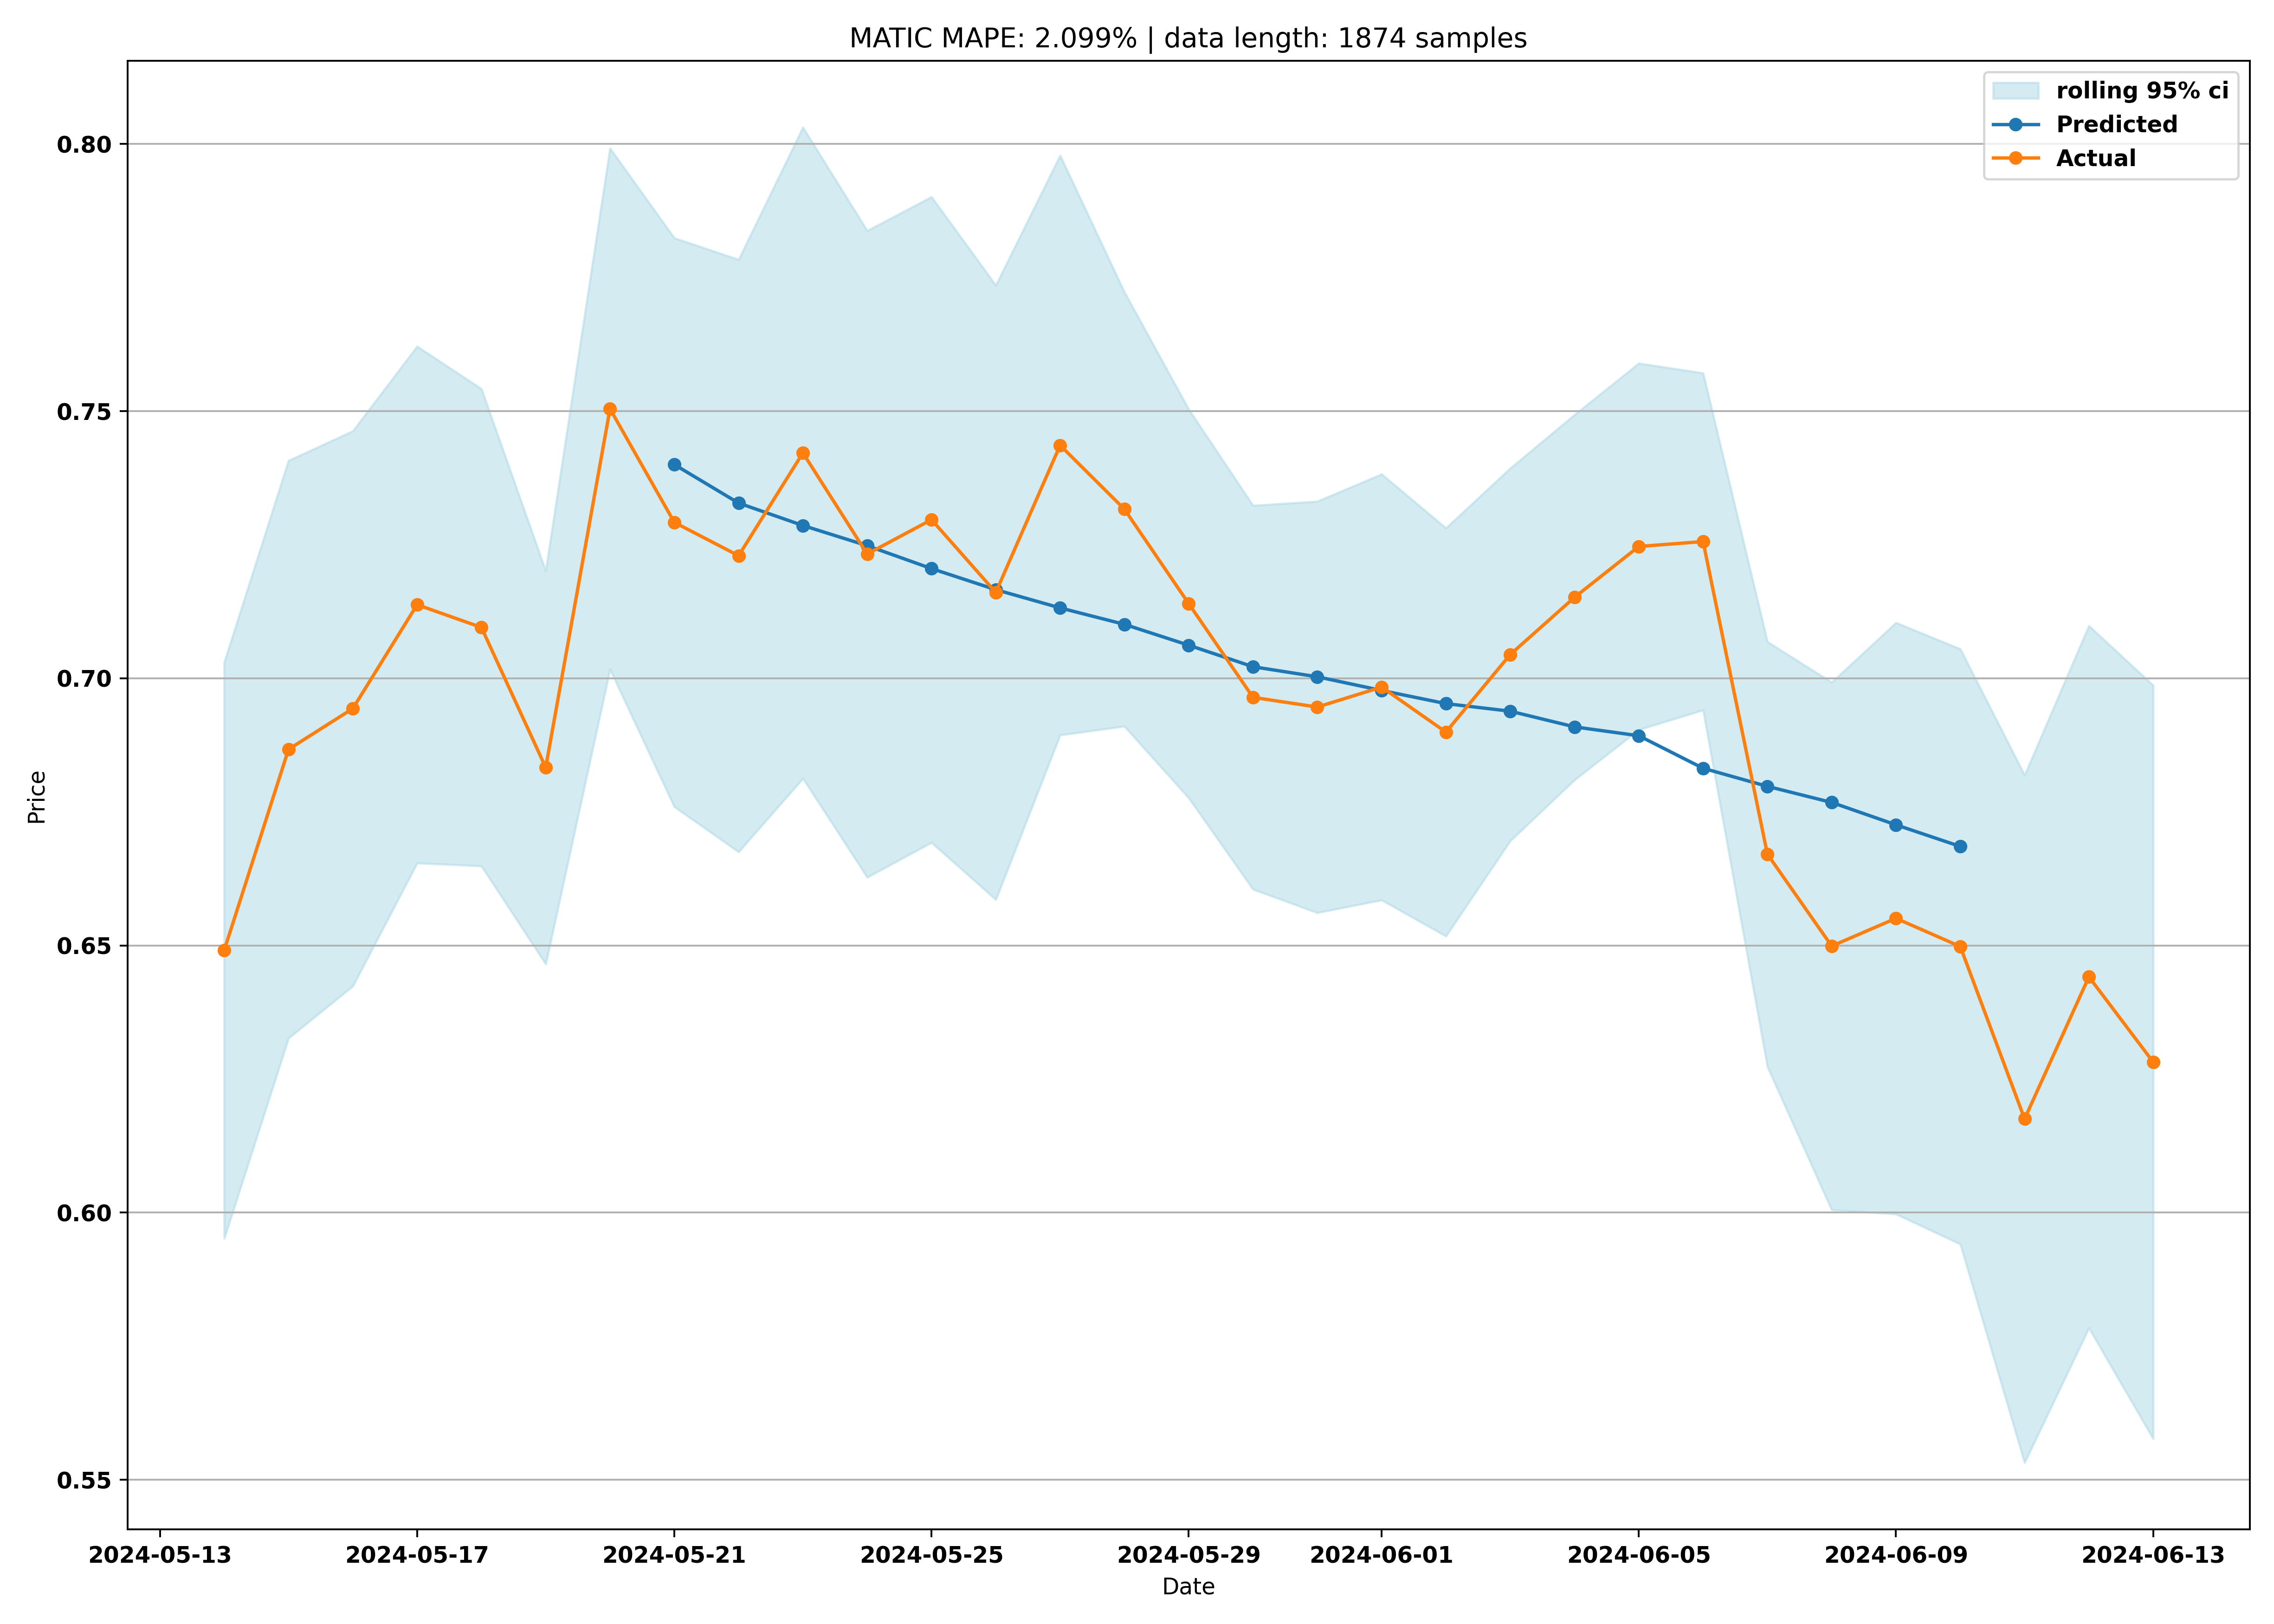 MATIC MAPE: 2.099% | data length: 1874 samples
rolling 95% ci
Predicted
Actual
0.80
0.75
0.70
0.65
0.60
0.55
Price
2024-05-13 2024-05-17 2024-05-21 2024-05-25 2024-05-29 2024-06-01 2024-06-05 2024-06-09 2024-06-13
Date